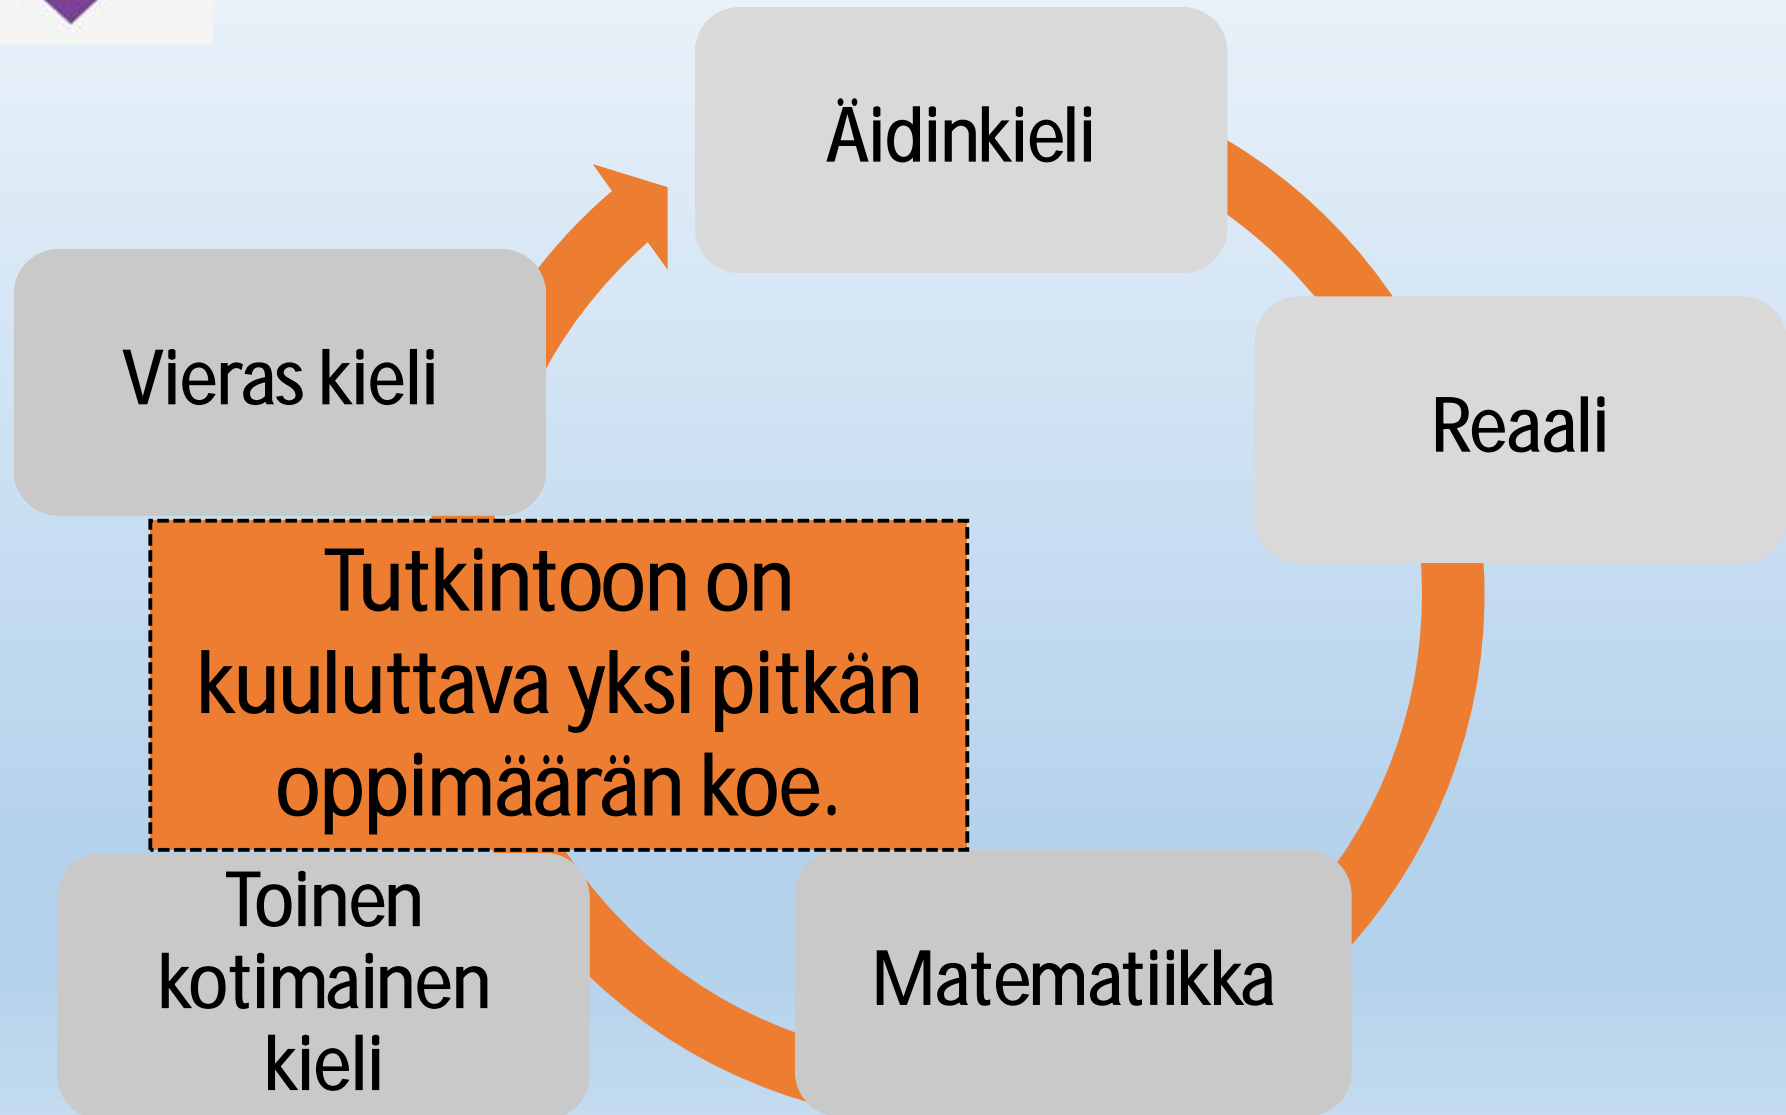 Äidinkieli
Reaali
Matematiikka
Toinen
kotimainen
kieli
Vieras kieli
Tutkintoon on
kuuluttava yksi pitkän
oppimäärän koe.